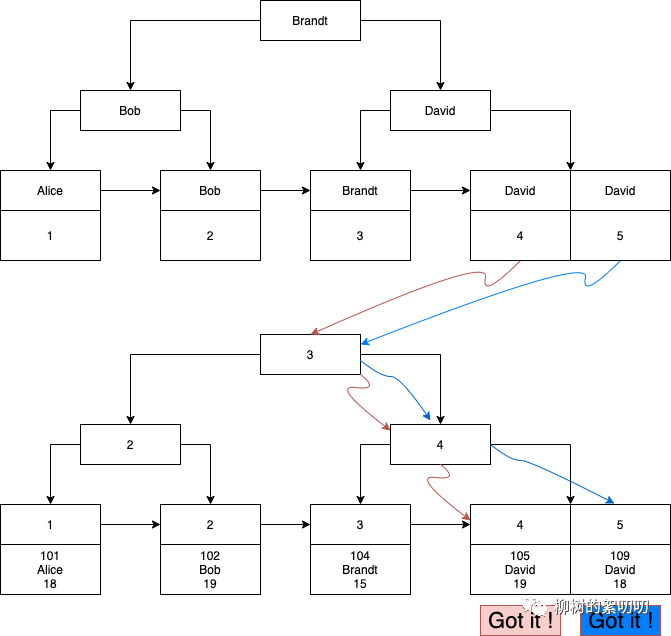 Brandt
Bob
David
Alice
Bob
Brandt
David
David
1
2
3
4
5
3
2
4
1
2
3
4
5
101
Alice
18
102
Bob
19
104
Brandt
15
105
David
19
109
David
18
柳树的絮叨叨
Got it !
Got it !